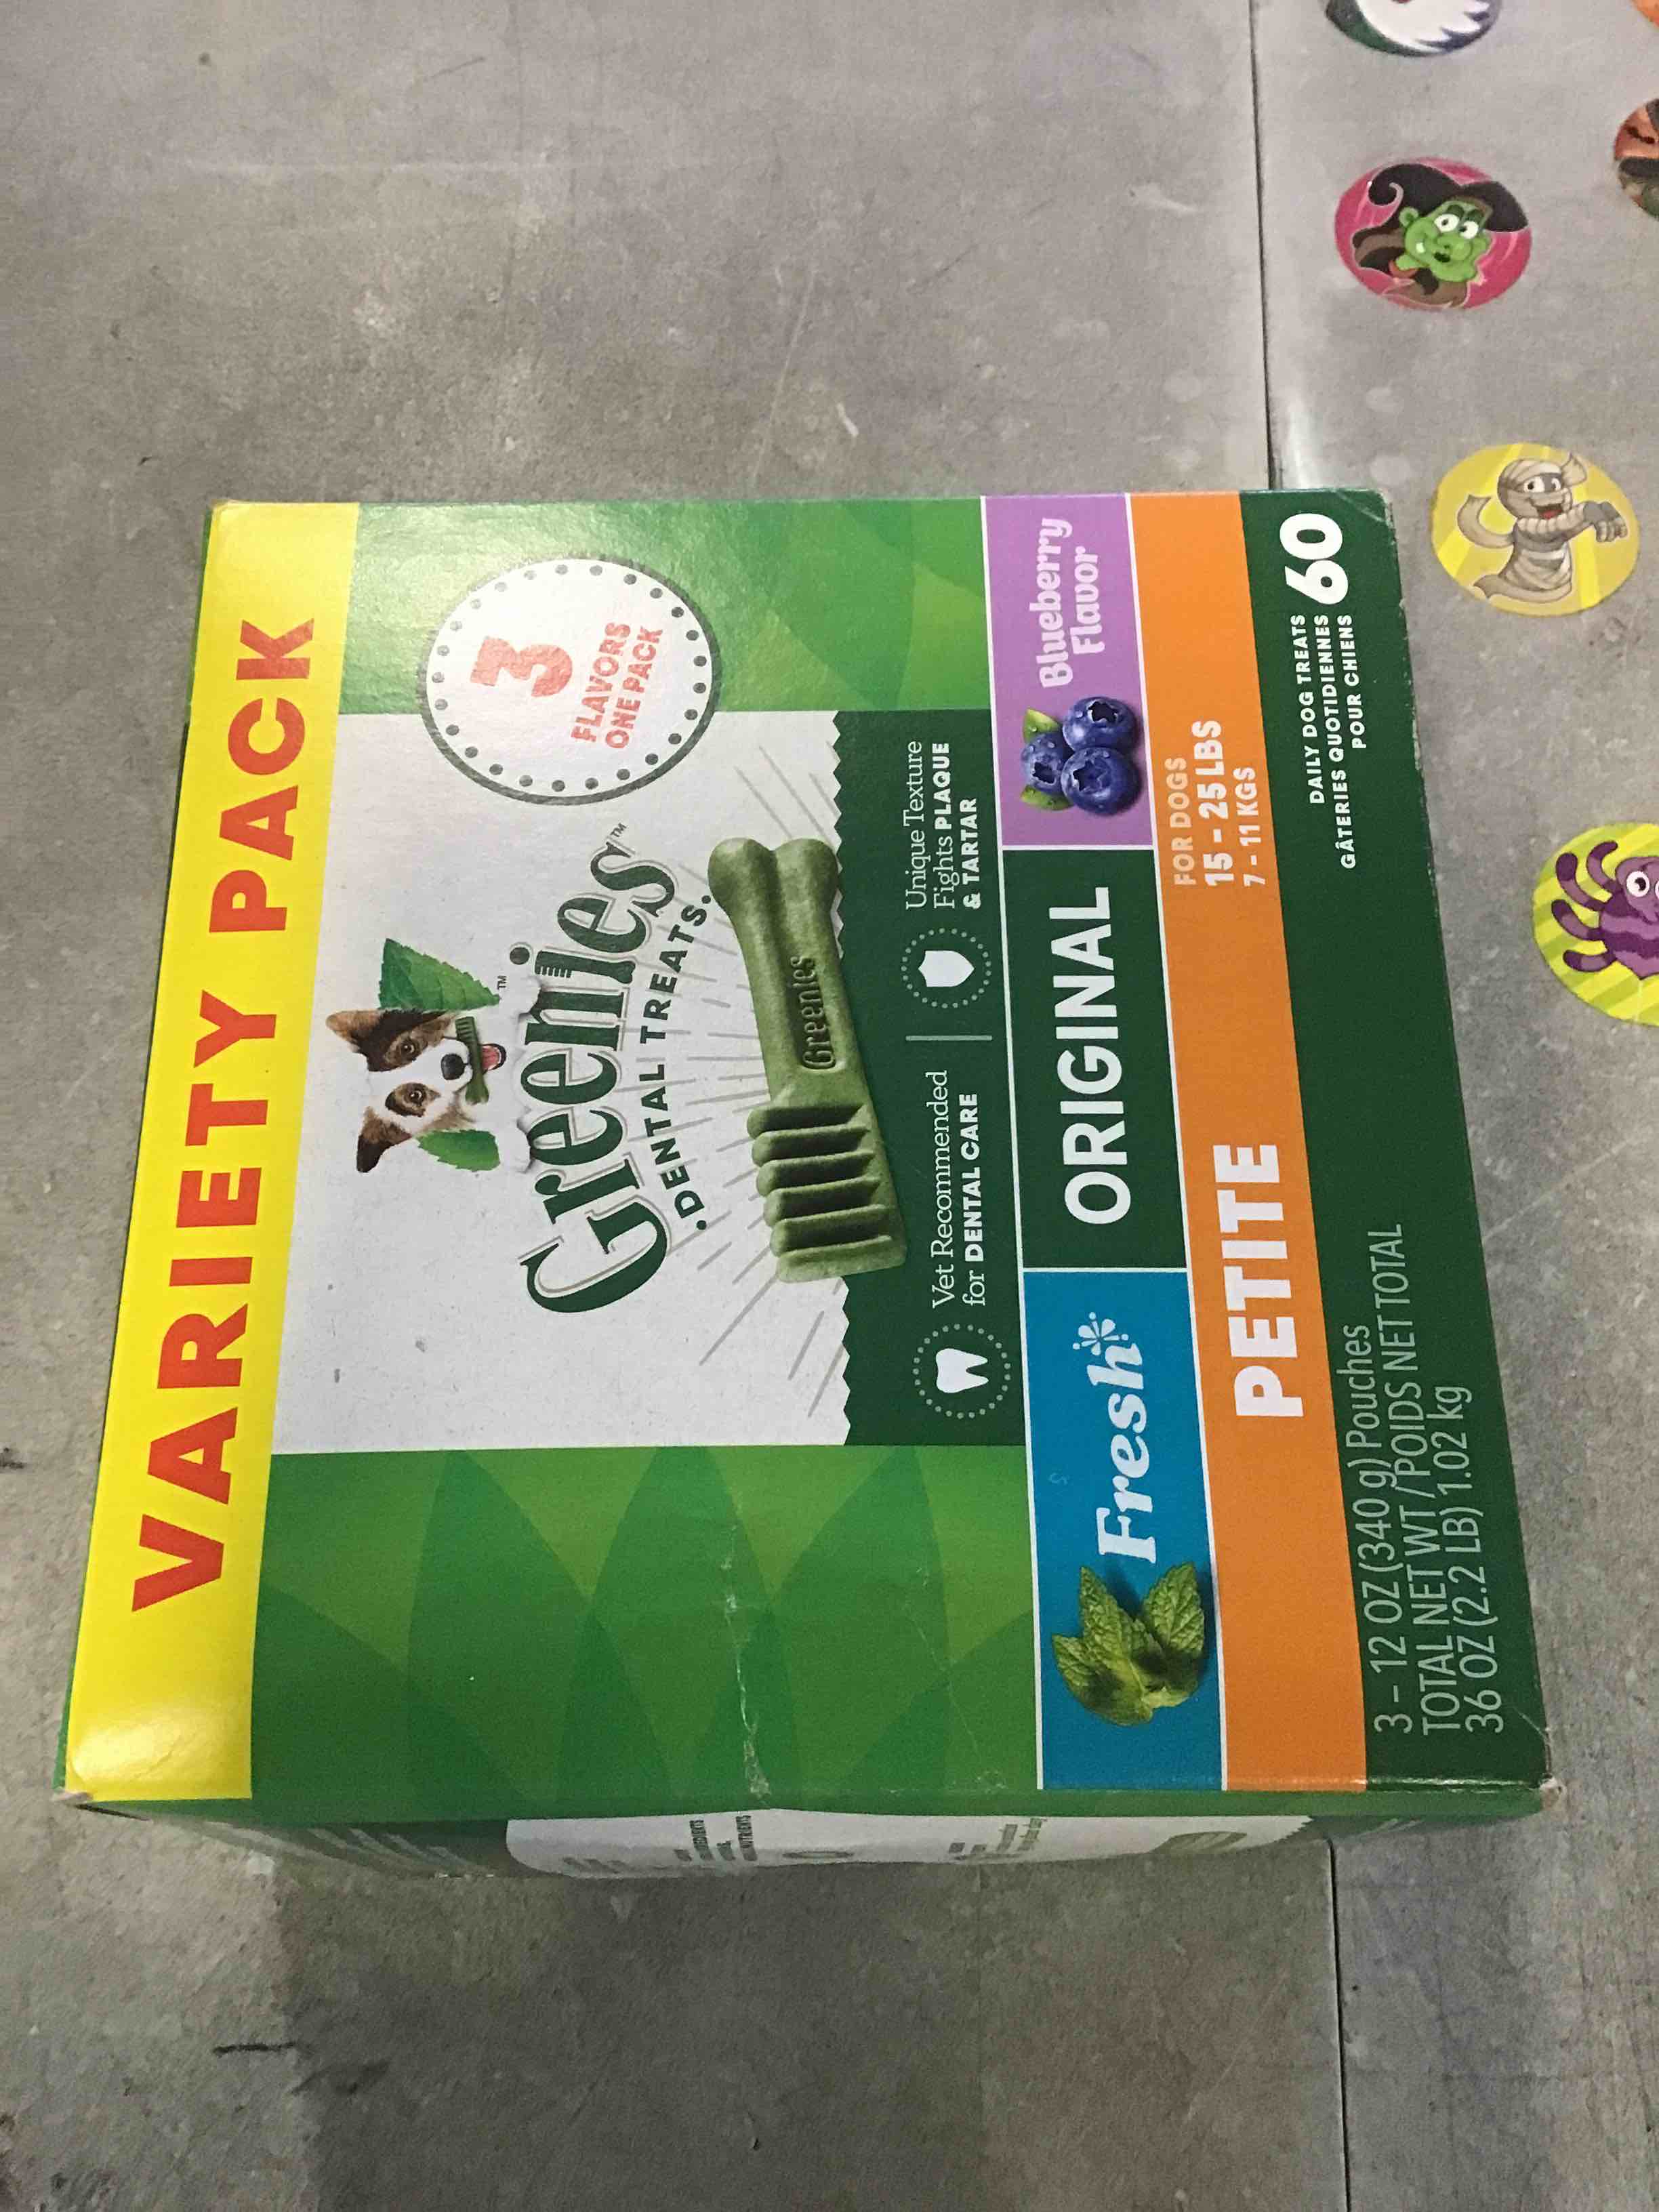 VARIETY PACK
3
FLAVORS
ONE PACK
Greenies™
DENTAL TREATS.
Greenies
Vet Recommended
for DENTAL CARE
Unique Texture
Fights PLAQUE
& TARTAR
Fresh
ORIGINAL
Blueberry
Flavor
PETITE
FOR DOGS
15 - 25 LBS
7 - 11 KGS
3 – 12 OZ (340 g) Pouches
TOTAL NET WT / POIDS NET TOTAL
36 OZ (2.2 LB) 1.02 kg
DAILY DOG TREATS
GÂTERIES QUOTIDIENNES
POUR CHIENS
60